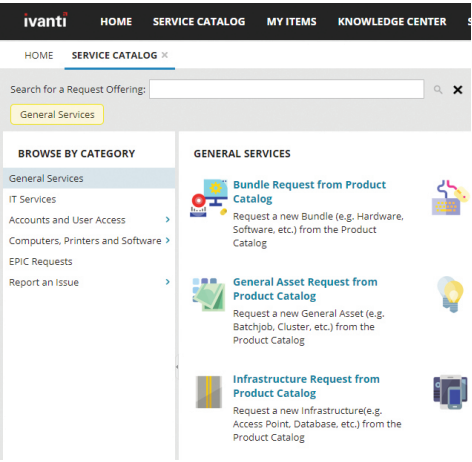 ivanti HOME SERVICE CATALOG MY ITEMS KNOWLEDGE CENTER
HOME SERVICE CATALOG ×
Search for a Request Offering:
General Services
BROWSE BY CATEGORY
General Services
IT Services
Accounts and User Access
Computers, Printers and Software
EPIC Requests
Report an Issue
GENERAL SERVICES
Bundle Request from Product
Catalog
Request a new Bundle (e.g. Hardware,
Software, etc.) from the Product
Catalog
General Asset Request from
Product Catalog
Request a new General Asset (e.g.
Batchjob, Cluster, etc.) from the
Product Catalog
Infrastructure Request from
Product Catalog
Request a new Infrastructure(e.g.
Access Point, Database, etc.) from the
Product Catalog